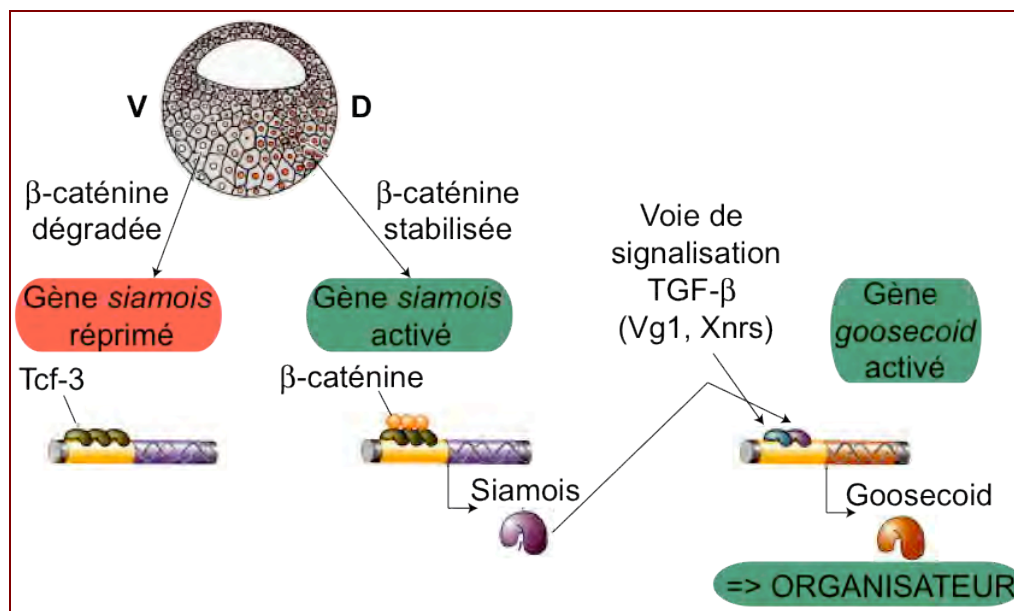 V
D
β-caténine
dégradée
β-caténine
stabilisée
Gène siamois
réprimé
Gène siamois
activé
Voie de
signalisation
TGF-β
(Vg1, Xnrs)
Gène
goosecoid
activé
Tcf-3
β-caténine
Siamois
Goosecoid
=> ORGANISATEUR